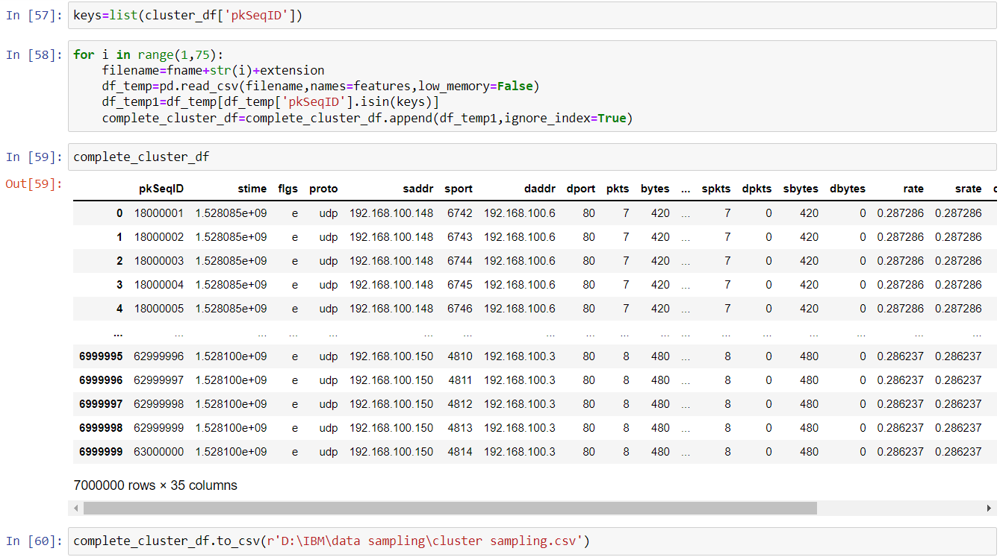 In [57]: keys=list(cluster_df['pkSeqID'])
In [58]: for i in range(1,75):
    filename=fname+str(i)+extension
    df_temp=pd.read_csv(filename,names=features,low_memory=False)
    df_temp1=df_temp[df_temp['pkSeqID'].isin(keys)]
    complete_cluster_df=complete_cluster_df.append(df_temp1,ignore_index=True)
In [59]: complete_cluster_df
Out[59]:
pkSeqID stime flgs proto saddr sport daddr dport pkts bytes ... spkts dpkts sbytes dbytes rate srate
0 18000001 1.528085e+09 e udp 192.168.100.148 6742 192.168.100.6 80 7 420 ... 7 0 420 0 0.287286 0.287286
1 18000002 1.528085e+09 e udp 192.168.100.148 6743 192.168.100.6 80 7 420 ... 7 0 420 0 0.287286 0.287286
2 18000003 1.528085e+09 e udp 192.168.100.148 6744 192.168.100.6 80 7 420 ... 7 0 420 0 0.287286 0.287286
3 18000004 1.528085e+09 e udp 192.168.100.148 6745 192.168.100.6 80 7 420 ... 7 0 420 0 0.287286 0.287286
4 18000005 1.528085e+09 e udp 192.168.100.148 6746 192.168.100.6 80 7 420 ... 7 0 420 0 0.287286 0.287286
... ... ... ... ... ... ... ... ... ... ... ... ... ... ... ... ... ...
6999995 62999996 1.528100e+09 e udp 192.168.100.150 4810 192.168.100.3 80 8 480 ... 8 0 480 0 0.286237 0.286237
6999996 62999997 1.528100e+09 e udp 192.168.100.150 4811 192.168.100.3 80 8 480 ... 8 0 480 0 0.286237 0.286237
6999997 62999998 1.528100e+09 e udp 192.168.100.150 4812 192.168.100.3 80 8 480 ... 8 0 480 0 0.286237 0.286237
6999998 62999999 1.528100e+09 e udp 192.168.100.150 4813 192.168.100.3 80 8 480 ... 8 0 480 0 0.286237 0.286237
6999999 63000000 1.528100e+09 e udp 192.168.100.150 4814 192.168.100.3 80 8 480 ... 8 0 480 0 0.286237 0.286237
7000000 rows × 35 columns
In [60]: complete_cluster_df.to_csv(r'D:\IBM\data sampling\cluster sampling.csv')